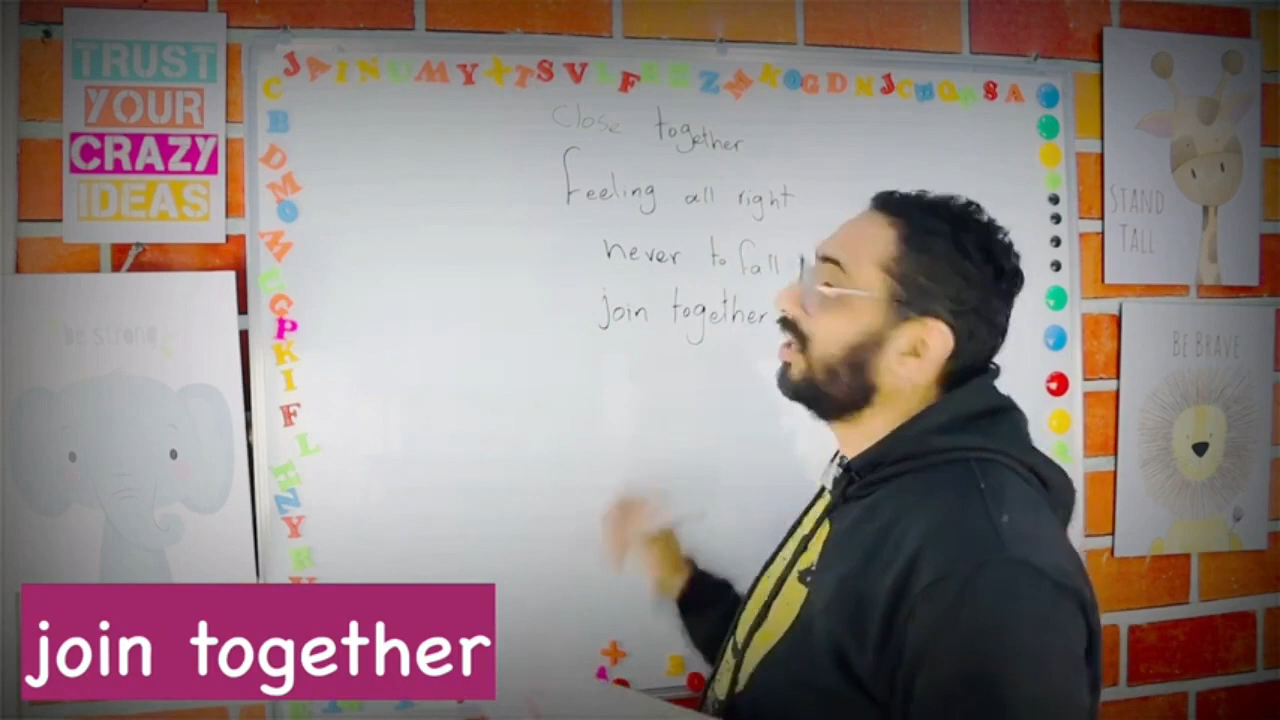 TRUST
YOUR
CRAZY
IDEAS
be strong
close together
feeling all right
never to fall
join together
STAND
TALL
BE BRAVE
join together